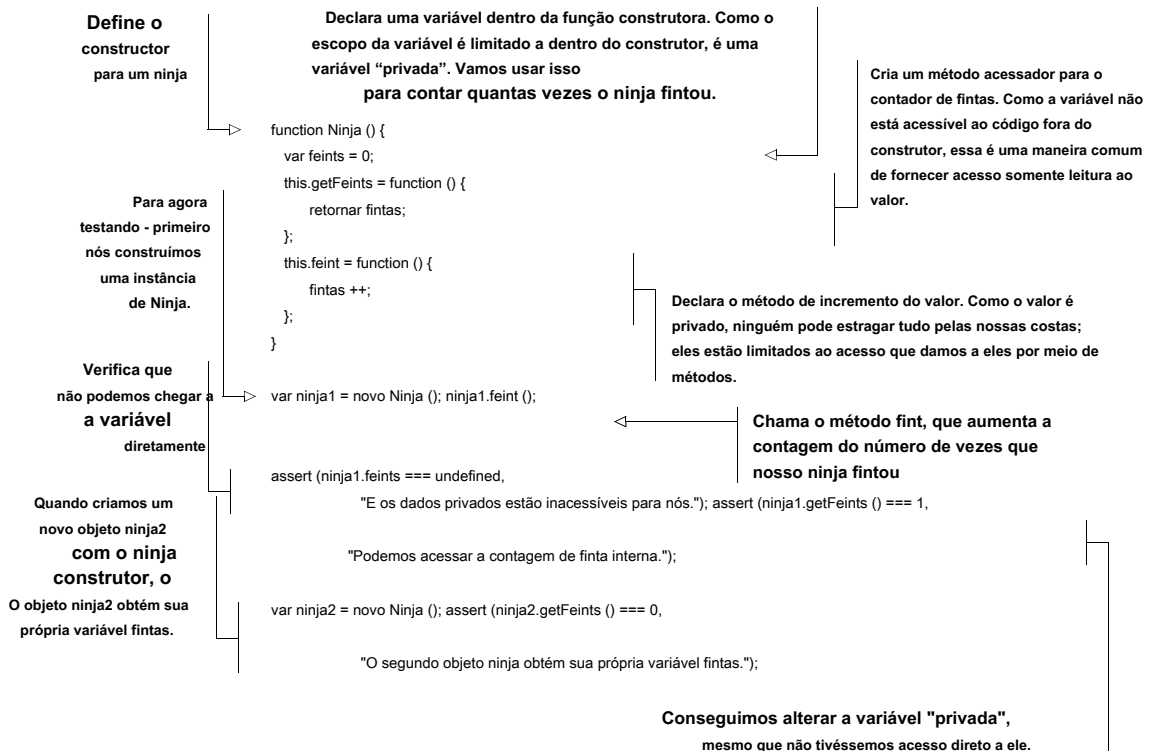 Define o
constructor
para um ninja
Declara uma variável dentro da função construtora. Como o
escopo da variável é limitado a dentro do construtor, é uma
variável “privada”. Vamos usar isso
para contar quantas vezes o ninja fintou.
Cria um método acessador para o
contador de fintas. Como a variável não
está acessível ao código fora do
construtor, essa é uma maneira comum
de fornecer acesso somente leitura ao
valor.
function Ninja () {
var feints = 0;
this.getFeints = function () {
retornar fintas;
};
this.feint = function () {
fintas ++;
};
}
Para agora
testando - primeiro
nós construímos
uma instância
de Ninja.
Declara o método de incremento do valor. Como o valor é
privado, ninguém pode estragar tudo pelas nossas costas;
eles estão limitados ao acesso que damos a eles por meio de
métodos.
Verifica que
não podemos chegar a
a variável
diretamente
var ninja1 = novo Ninja (); ninja1.feint ();
Chama o método fint, que aumenta a
contagem do número de vezes que
nosso ninja fintou
assert (ninja1.feints === undefined,
"E os dados privados estão inacessíveis para nós."); assert (ninja1.getFeints () === 1,
"Podemos acessar a contagem de finta interna.");
Quando criamos um
novo objeto ninja2
com o ninja
construtor, o
O objeto ninja2 obtém sua
própria variável fintas.
var ninja2 = novo Ninja (); assert (ninja2.getFeints () === 0,
"O segundo objeto ninja obtém sua própria variável fintas.");
Conseguimos alterar a variável "privada",
mesmo que não tivéssemos acesso direto a ele.